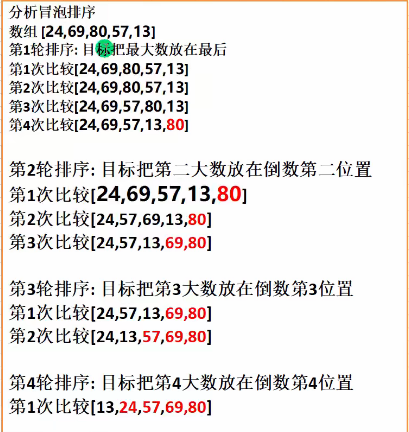 分析冒泡排序
数组 [24,69,80,57,13]
第1轮排序: 目标把最大数放在最后
第1次比较[24,69,80,57,13]
第2次比较[24,69,80,57,13]
第3次比较[24,69,57,80,13]
第4次比较[24,69,57,13,80]
第2轮排序: 目标把第二大数放在倒数第二位置
第1次比较[24,69,57,13,80]
第2次比较[24,57,69,13,80]
第3次比较[24,57,13,69,80]
第3轮排序: 目标把第3大数放在倒数第3位置
第1次比较[24,57,13,69,80]
第2次比较[24,13,57,69,80]
第4轮排序: 目标把第4大数放在倒数第4位置
第1次比较[13,24,57,69,80]